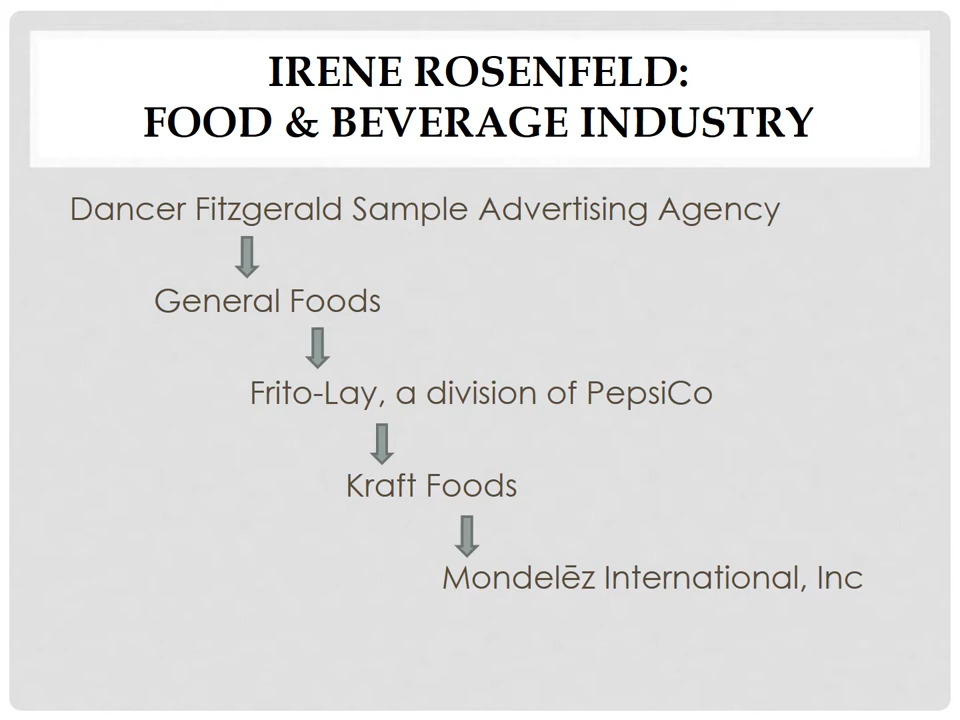 IRENE ROSENFELD:
FOOD & BEVERAGE INDUSTRY
Dancer Fitzgerald Sample Advertising Agency
General Foods
Frito-Lay, a division of PepsiCo
Kraft Foods
Mondelēz International, Inc